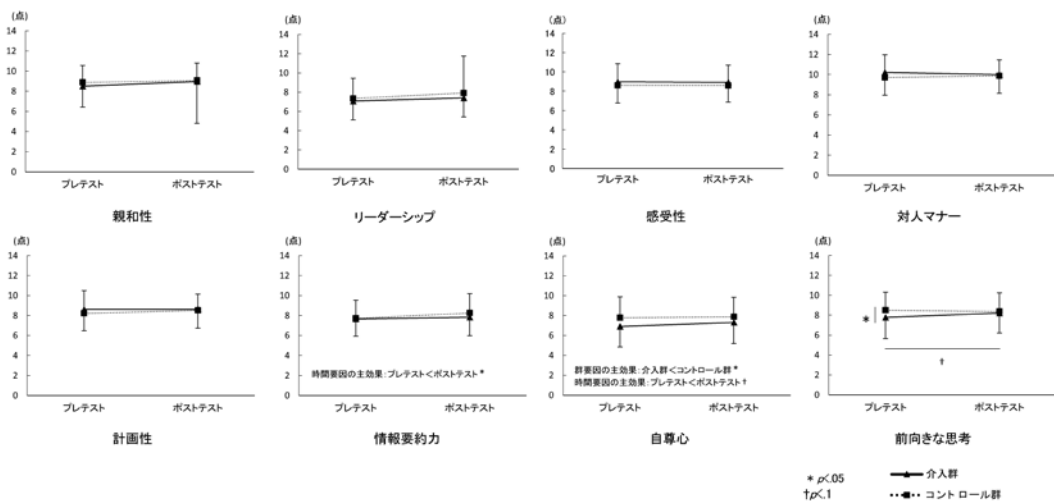 (点) (点) (点) (点)
14 14 14 14
12 12 12 12
10 10 10 10
8 8 8 8
6 6 6 6
4 4 4 4
2 2 2 2
0 0 0 0
プレテスト ポストテスト プレテスト ポストテスト プレテスト ポストテスト プレテスト ポストテスト
親和性 リーダーシップ 感受性 対人マナー
(点) (点) (点) (点)
14 14 14 14
12 12 12 12
10 10 10 10
8 8 8 8
*
6 6 6 6
4 4 4 4
†
2 時間要因の主効果:プレテスト<ポストテスト* 2 2 群要因の主効果:介入群<コントロール群* 2
時間要因の主効果:プレテスト<ポストテスト†
0 0 0 0
プレテスト ポストテスト プレテスト ポストテスト プレテスト ポストテスト プレテスト ポストテスト
計画性 情報要約力 自尊心 前向きな思考
* p<.05 介入群
†p<.1 コントロール群